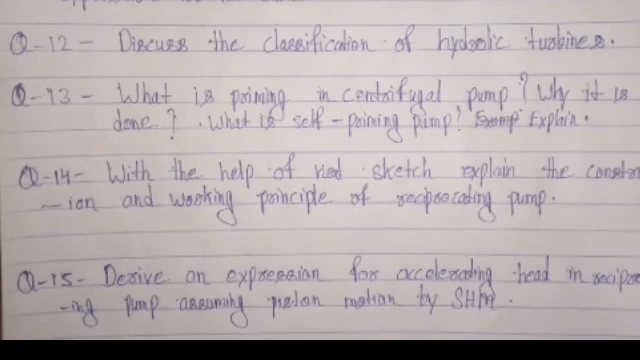 Q-12- Discuss the classification of hydrolic turbines.
Q-13- What is priming in centrifugal pump? Why it is
done? What is self-priming pump? Explain.
Q-14- With the help of sketch explain the constr
-ion and working principle of reciprocating pump.
Q-15- Derive an expression for accelerating head in recipro
-ing pump assuming piston motion by SHM.